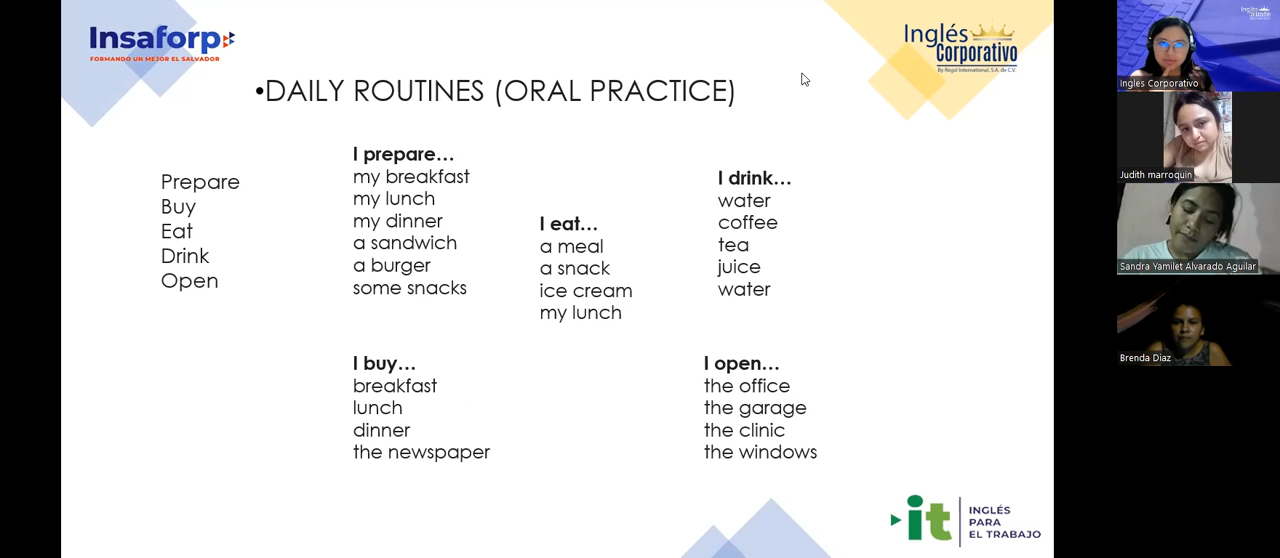 Insaforp
FORMANDO UN MEJOR EL SALVADOR
Inglés
Corporativo
By Regal International, S.A. de C.V.
•DAILY ROUTINES (ORAL PRACTICE)
Prepare
Buy
Eat
Drink
Open
I prepare...
my breakfast
my lunch
my dinner
a sandwich
a burger
some snacks
I eat...
a meal
a snack
ice cream
my lunch
I drink...
water
coffee
tea
juice
water
I buy...
breakfast
lunch
dinner
the newspaper
I open...
the office
the garage
the clinic
the windows
it
INGLÉS
PARA
EL TRABAJO
Ingles Corporativo
Judith marroquin
Sandra Yamilet Alvarado Aguilar
Brenda Diaz